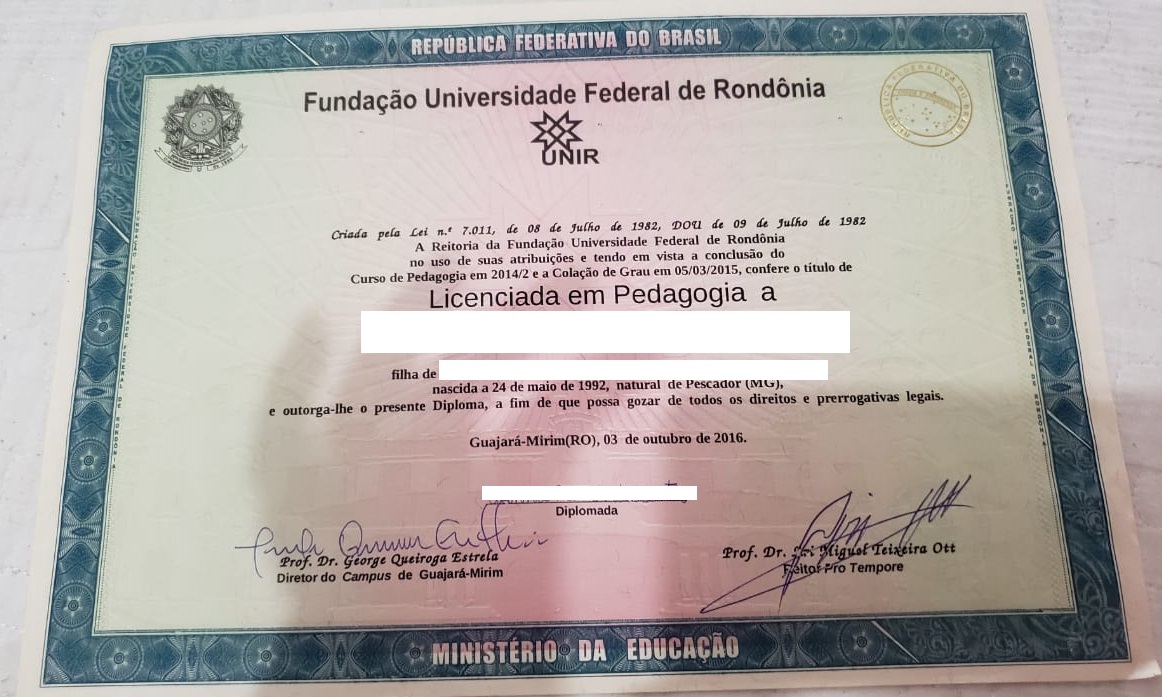 REPÚBLICA FEDERATIVA DO BRASIL
Fundação Universidade Federal de Rondônia
REPÚBLICA FEDERATIVA DO BRASIL
UNIR
Criada pela Lei n.º 7.011, de 08 de Julho de 1982, DOU de 09 de Julho de 1982
A Reitoria da Fundação Universidade Federal de Rondônia
no uso de suas atribuições e tendo em vista a conclusão do
Curso de Pedagogia em 2014/2 e a Colação de Grau em 05/03/2015, confere o título de
Licenciada em Pedagogia a
filha de
nascida a 24 de maio de 1992, natural de Pescador (MG),
e outorga-lhe o presente Diploma, a fim de que possa gozar de todos os direitos e prerrogativas legais.
Guajará-Mirim(RO), 03 de outubro de 2016.
Diplomada
Prof. Dr. George Queiroga Estrela
Diretor do Campus de Guajará-Mirim
Prof. Dr. Miguel Teixeira Ott
Reitor Pro Tempore
MINISTÉRIO DA EDUCAÇÃO